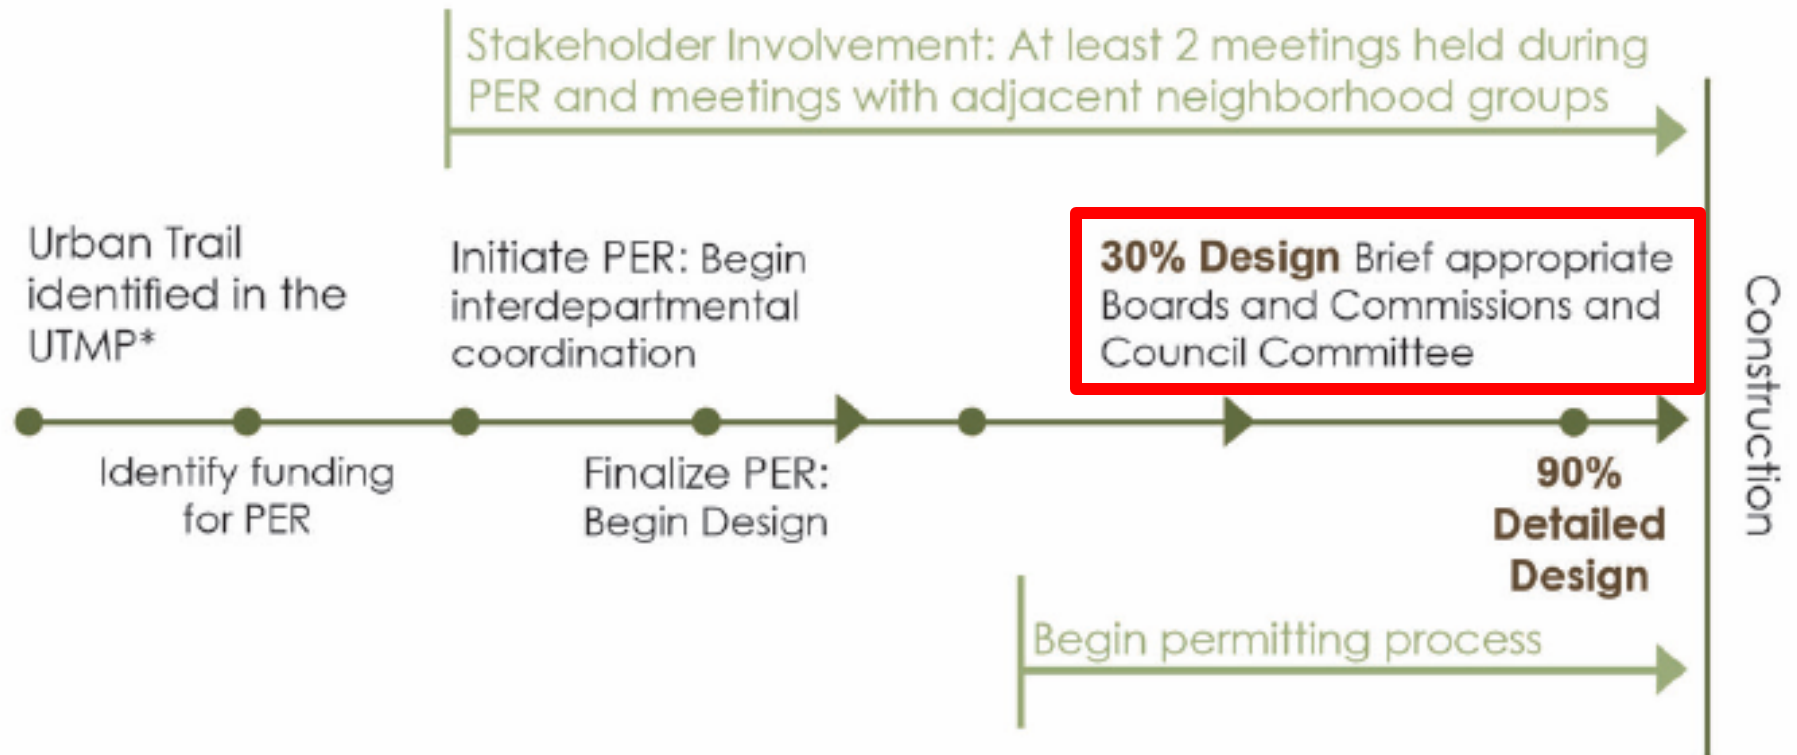 Stakeholder Involvement: At least 2 meetings held during
PER and meetings with adjacent neighborhood groups
Urban Trail
identified in the
UTMP*
Initiate PER: Begin
interdepartmental
coordination
30% Design Brief appropriate
Boards and Commissions and
Council Committee
Construction
Identify funding
for PER
Finalize PER:
Begin Design
90%
Detailed
Design
Begin permitting process